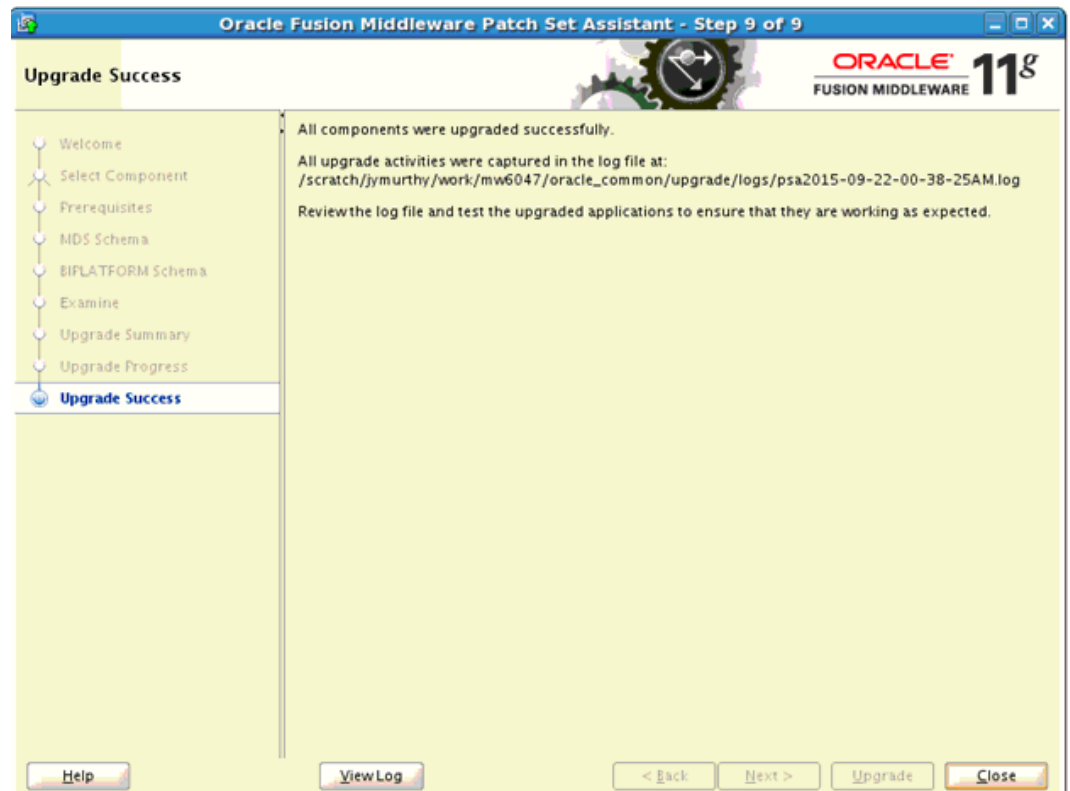 Oracle Fusion Middleware Patch Set Assistant - Step 9 of 9
Upgrade Success
ORACLE
FUSION MIDDLEWARE
11g
Welcome
Select Component
Prerequisites
MDS Schema
BIPLATFORM Schema
Examine
Upgrade Summary
Upgrade Progress
Upgrade Success
All components were upgraded successfully.
All upgrade activities were captured in the log file at:
/scratch/jymurthy/work/mw6047/oracle_common/upgrade/logs/psa2015-09-22-00-38-25AM.log
Review the log file and test the upgraded applications to ensure that they are working as expected.
Help
View Log
< Back
Next >
Upgrade
Close